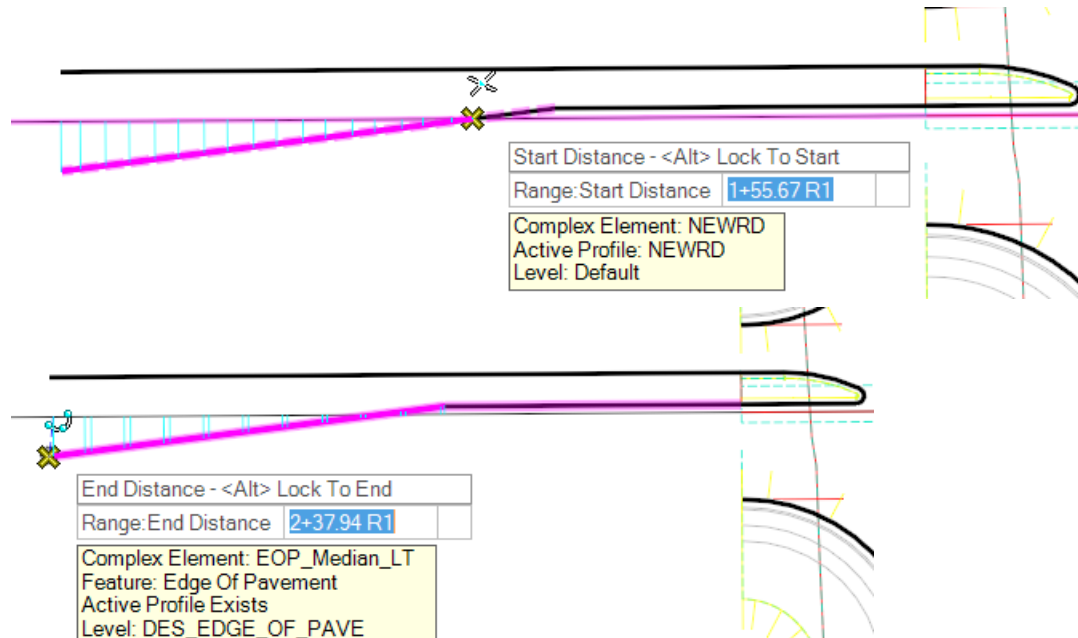 Start Distance - <Alt> Lock To Start
Range:Start Distance 1+55.67 R1
Complex Element: NEWRD
Active Profile: NEWRD
Level: Default
End Distance - <Alt> Lock To End
Range:End Distance 2+37.94 R1
Complex Element: EOP_Median_LT
Feature: Edge Of Pavement
Active Profile Exists
Level: DES_EDGE_OF_PAVE